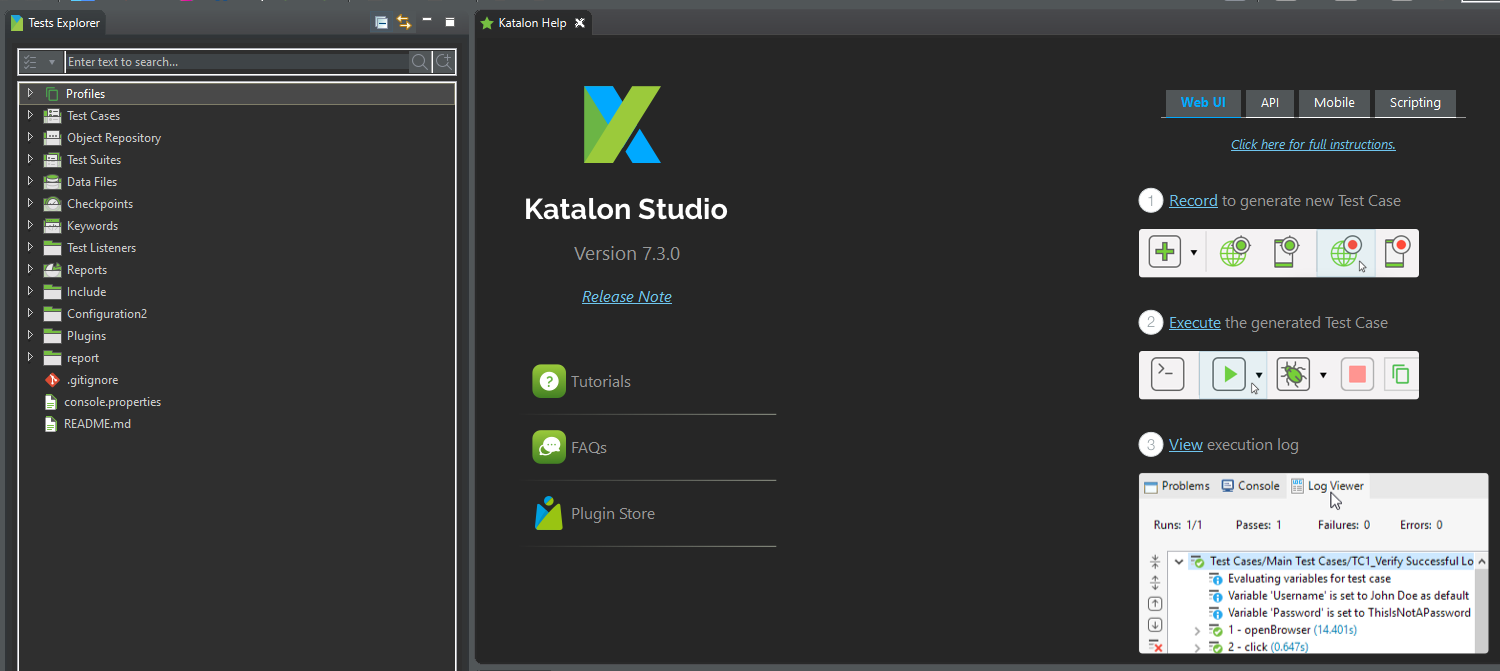 Tests Explorer
Enter text to search...
Profiles
Test Cases
Object Repository
Test Suites
Data Files
Checkpoints
Keywords
Test Listeners
Reports
Include
Configuration2
Plugins
report
.gitignore
console.properties
README.md
Katalon Help
Katalon Studio
Version 7.3.0
Release Note
Tutorials
FAQs
Plugin Store
Web UI API Mobile Scripting
Click here for full instructions.
1 Record to generate new Test Case
2 Execute the generated Test Case
3 View execution log
Problems Console Log Viewer
Runs: 1/1 Passes: 1 Failures: 0 Errors: 0
Test Cases/Main Test Cases/TC1_Verify Successful Lo
Evaluating variables for test case
Variable 'Username' is set to John Doe as default
Variable 'Password' is set to ThisIsNotAPassword
1 - openBrowser (14.401s)
2 - click (0.647s)